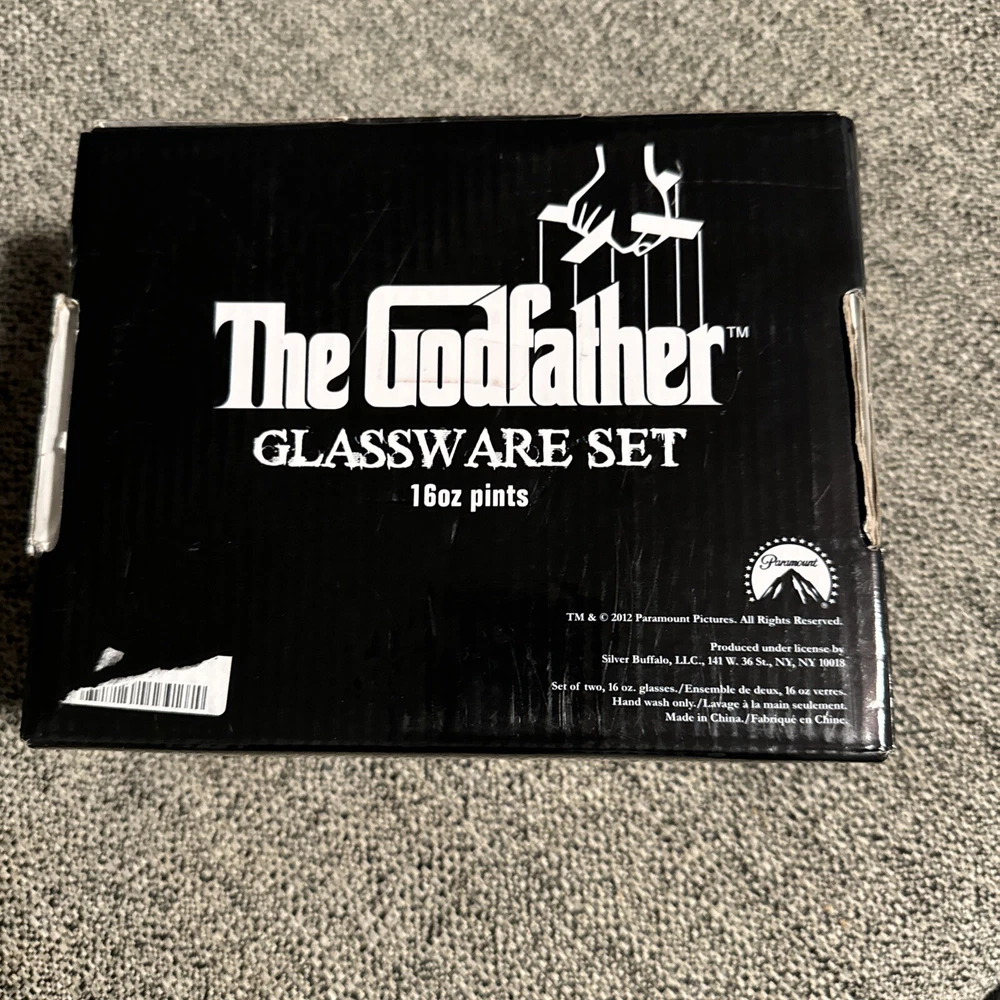 The Godfather™
GLASSWARE SET
16oz pints
Paramount
®
TM & © 2012 Paramount Pictures. All Rights Reserved.
Produced under license by
Silver Buffalo, LLC., 141 W. 36 St., NY, NY 10018
Set of two, 16 oz. glasses./Ensemble de deux, 16 oz verres.
Hand wash only./Lavage à la main seulement.
Made in China./Fabriqué en Chine.